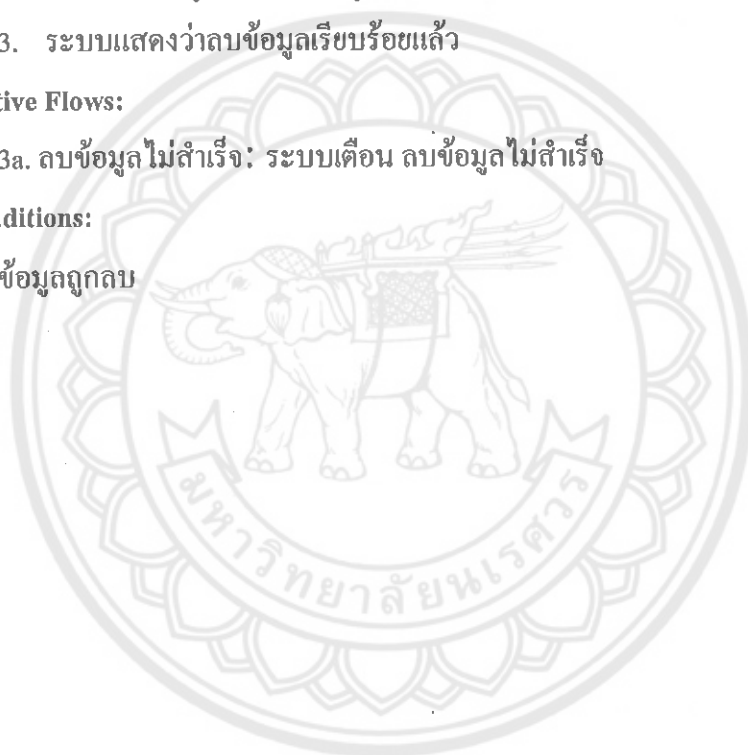 3. ระบบแสดงว่าลบข้อมูลเรียบร้อยแล้ว
tive Flows:
3a. ลบข้อมูลไม่สำเร็จ: ระบบเตือน ลบข้อมูลไม่สำเร็จ
ditions:
ข้อมูลถูกลบ
มหาวิทยาลัยนเรศวร